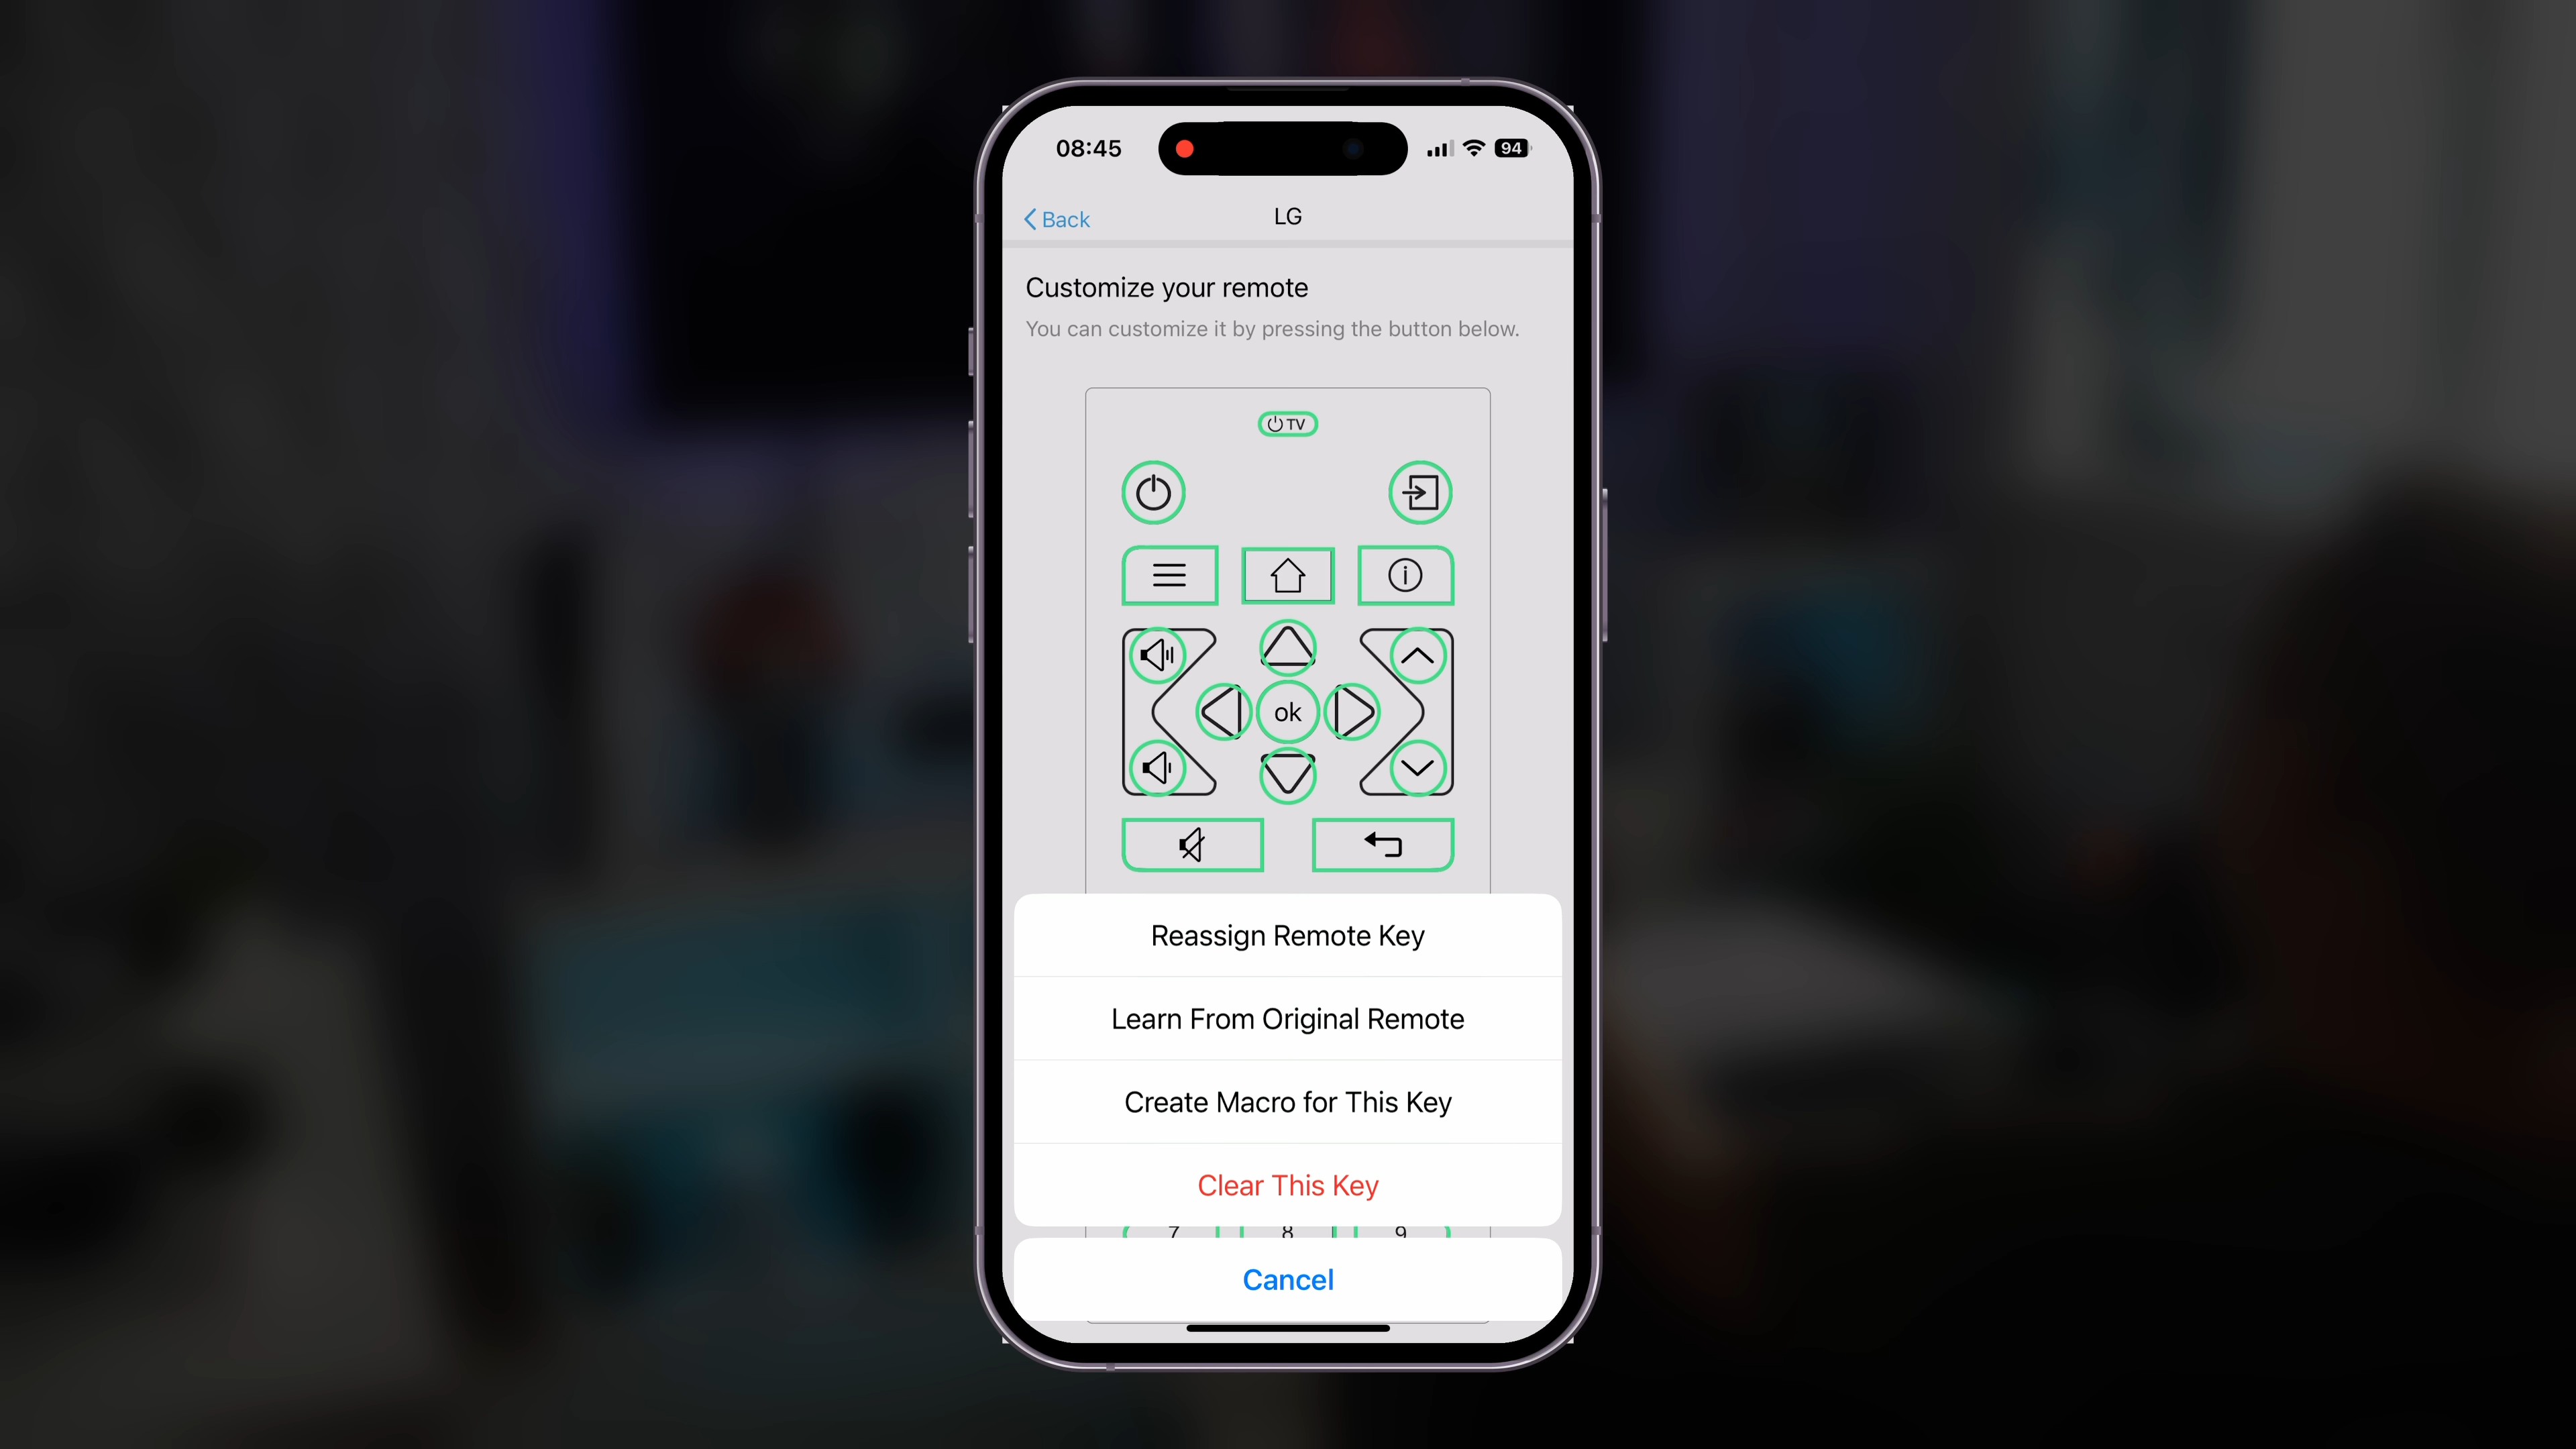 08:45
94
Back
LG
Customize your remote
You can customize it by pressing the button below.
TV
ok
Reassign Remote Key
Learn From Original Remote
Create Macro for This Key
Clear This Key
7 8 9
Cancel